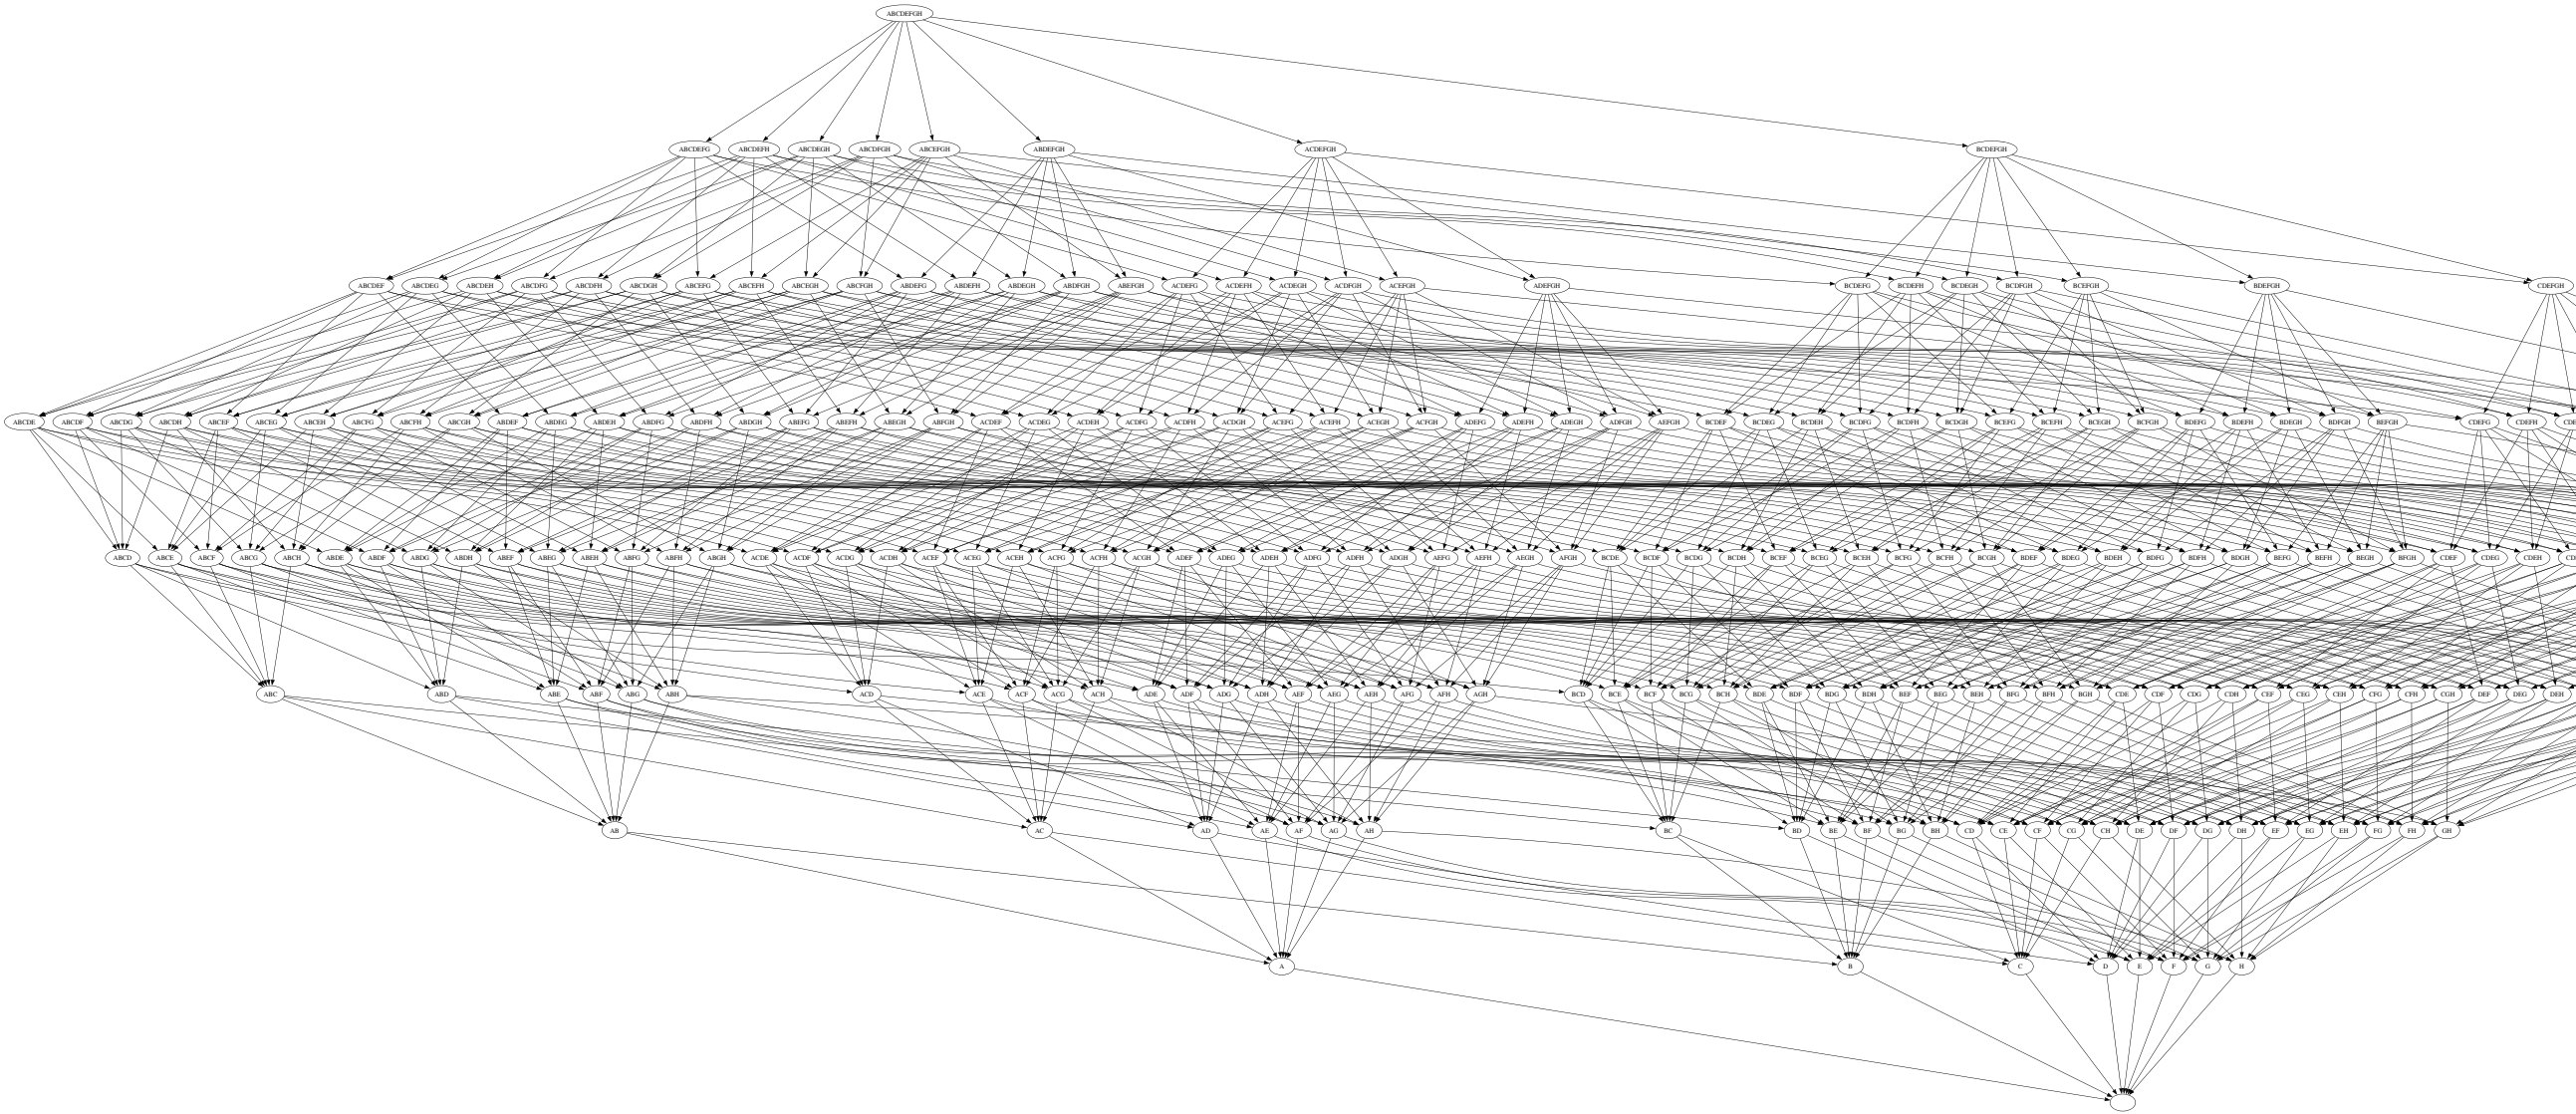 ABCDEFGH
ABCDEFG ABCDEFH ABCDEGH ABCDFGH ABCEFGH ABDEFGH ACDEFGH BCDEFGH
ABCDEF ABCDEG ABCDEH ABCDFG ABCDFH ABCDGH ABCEFG ABCEFH ABCEGH ABCFGH ABDEFG ABDEFH ABDEGH ABDFGH ABEFGH ACDEFG ACDEFH ACDEGH ACDFGH ACEFGH ADEFGH BCDEFG BCDEFH BCDEGH BCDFGH BCEFGH BDEFGH CDEFGH
ABCDE ABCDF ABCDG ABCDH ABCEF ABCEG ABCEH ABCFG ABCFH ABCGH ABDEF ABDEG ABDEH ABDFG ABDFH ABDGH ABEFG ABEFH ABEGH ABFGH ACDEF ACDEG ACDEH ACDFG ACDFH ACDGH ACEFG ACEFH ACEGH ACFGH ADEFG ADEFH ADEGH ADFGH AEFGH BCDEF BCDEG BCDEH BCDFG BCDFH BCDGH BCEFG BCEFH BCEGH BCFGH BDEFG BDEFH BDEGH BDFGH BEFGH CDEFG CDEFH CDE
ABCD ABCE ABCF ABCG ABCH ABDE ABDF ABDG ABDH ABEF ABEG ABEH ABFG ABFH ABGH ACDE ACDF ACDG ACDH ACEF ACEG ACEH ACFG ACFH ACGH ADEF ADEG ADEH ADFG ADFH ADGH AEFG AEFH AEGH AFGH BCDE BCDF BCDG BCDH BCEF BCEG BCEH BCFG BCFH BCGH BDEF BDEG BDEH BDFG BDFH BDGH BEFG BEFH BEGH BFGH CDEF CDEG CDEH CD
ABC ABD ABE ABF ABG ABH ACD ACE ACF ACG ACH ADE ADF ADG ADH AEF AEG AEH AFG AFH AGH BCD BCE BCF BCG BCH BDE BDF BDG BDH BEF BEG BEH BFG BFH BGH CDE CDF CDG CDH CEF CEG CEH CFG CFH CGH DEF DEG DEH
AB AC AD AE AF AG AH BC BD BE BF BG BH CD CE CF CG CH DE DF DG DH EF EG EH FG FH GH
A B C D E F G H